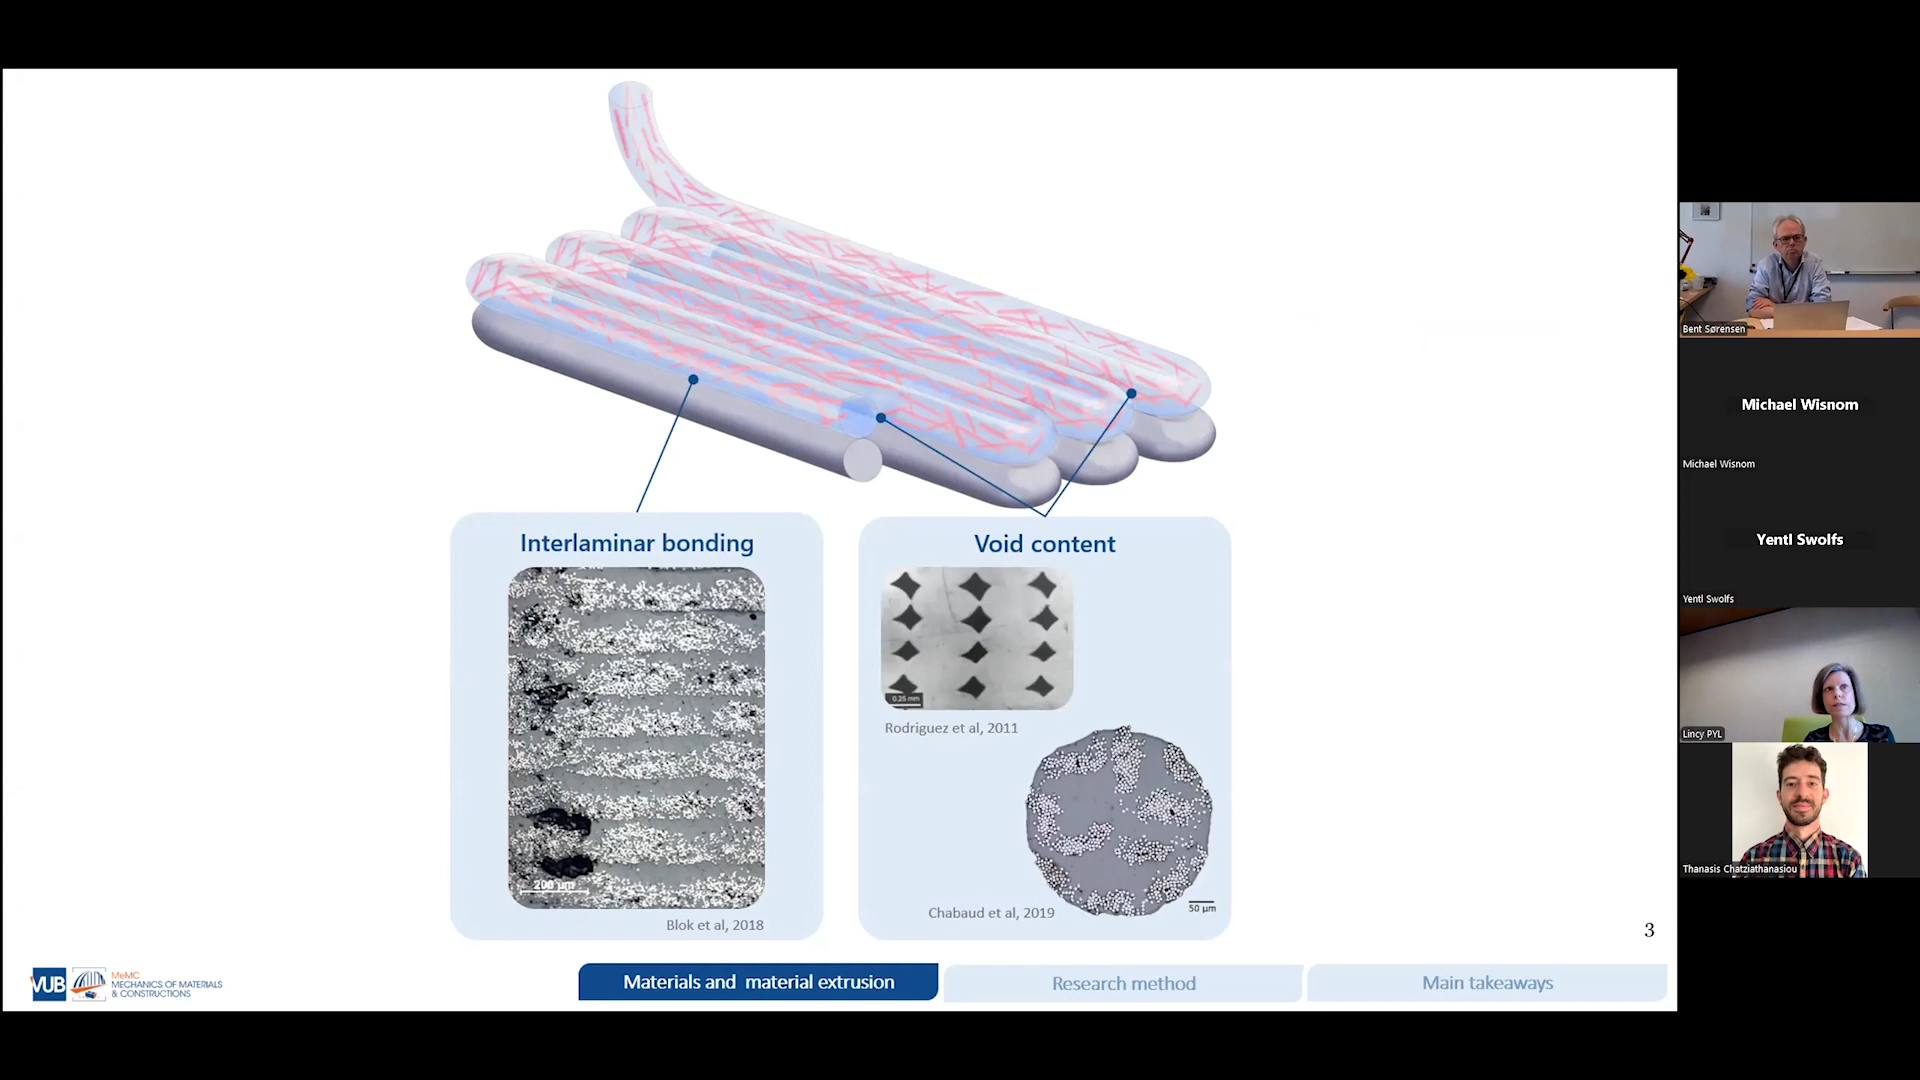 Interlaminar bonding
200 µm
Blok et al, 2018
Void content
0.25 mm
Rodriguez et al, 2011
Chabaud et al, 2019
50 µm
3
VUB
MeMC
MECHANICS OF MATERIALS
& CONSTRUCTIONS
Materials and material extrusion
Research method
Main takeaways
Bent Sørensen
Michael Wisnom
Michael Wisnom
Yentl Swolfs
Yentl Swolfs
Lincy PYL
Thanasis Chatziathanasiou